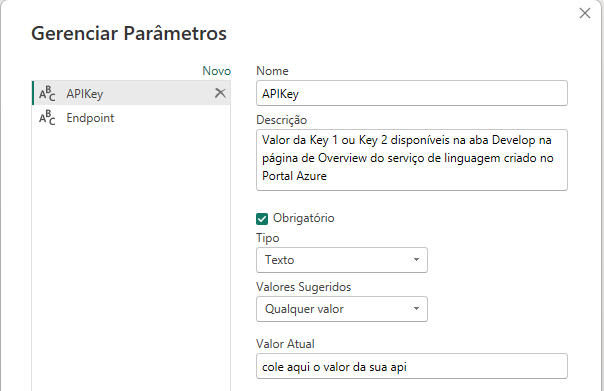 Gerenciar Parâmetros
Novo
ABC APIKey
ABC Endpoint
Nome
APIKey
Descrição
Valor da Key 1 ou Key 2 disponíveis na aba Develop na
página de Overview do serviço de linguagem criado no
Portal Azure
Obrigatório
Tipo
Texto
Valores Sugeridos
Qualquer valor
Valor Atual
cole aqui o valor da sua api